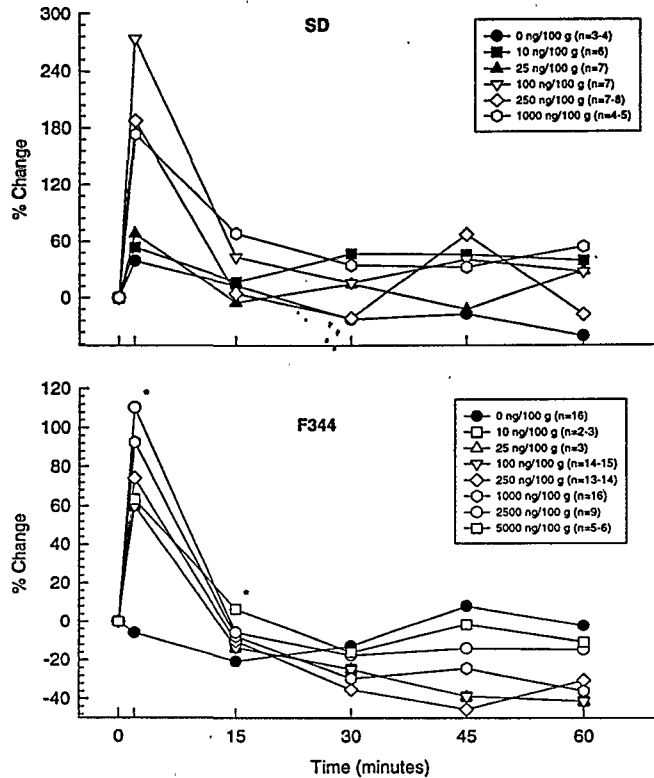 SD
300
240
180
120
60
0
% Change
0 ng/100 g (n=3-4)
10 ng/100 g (n=6)
25 ng/100 g (n=7)
100 ng/100 g (n=7)
250 ng/100 g (n=7-8)
1000 ng/100 g (n=4-5)
F344
120
100
80
60
40
20
0
-20
-40
% Change
*
*
0 ng/100 g (n=16)
10 ng/100 g (n=2-3)
25 ng/100 g (n=3)
100 ng/100 g (n=14-15)
250 ng/100 g (n=13-14)
1000 ng/100 g (n=16)
2500 ng/100 g (n=9)
5000 ng/100 g (n=5-6)
0
15
30
45
60
Time (minutes)